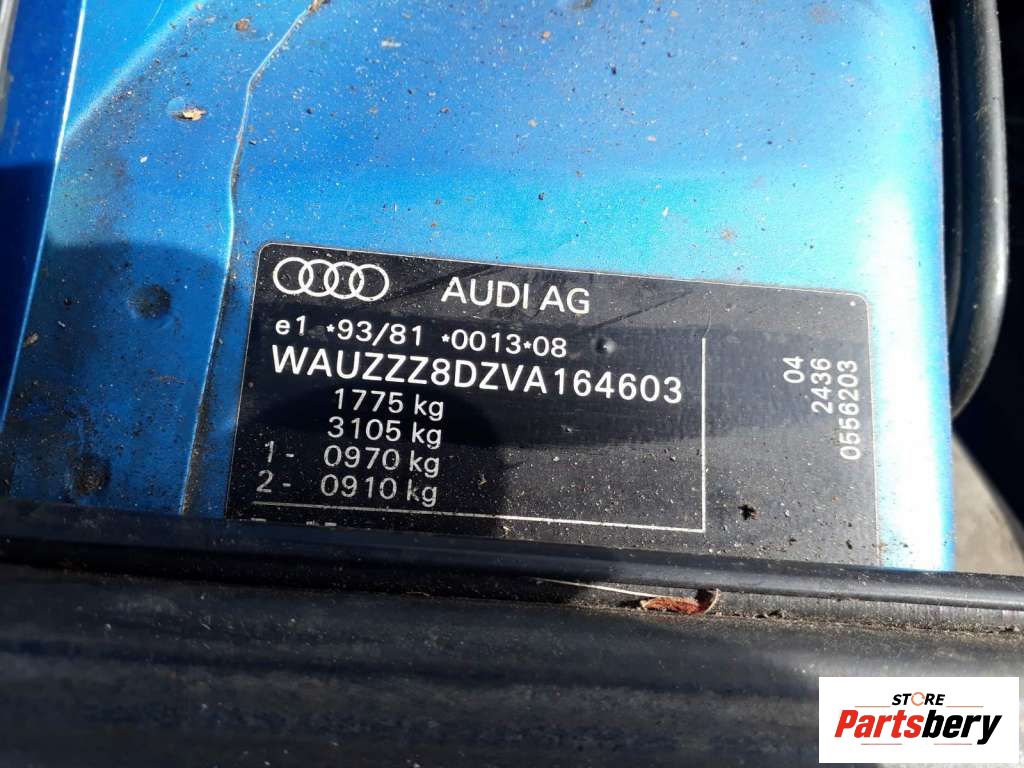 AUDI AG
e1 *93/81 *0013*08
WAUZZZ8DZVA164603
1775 kg
3105 kg
1- 0970 kg
2- 0910 kg
04
2436
0556203
STORE
Partsbery